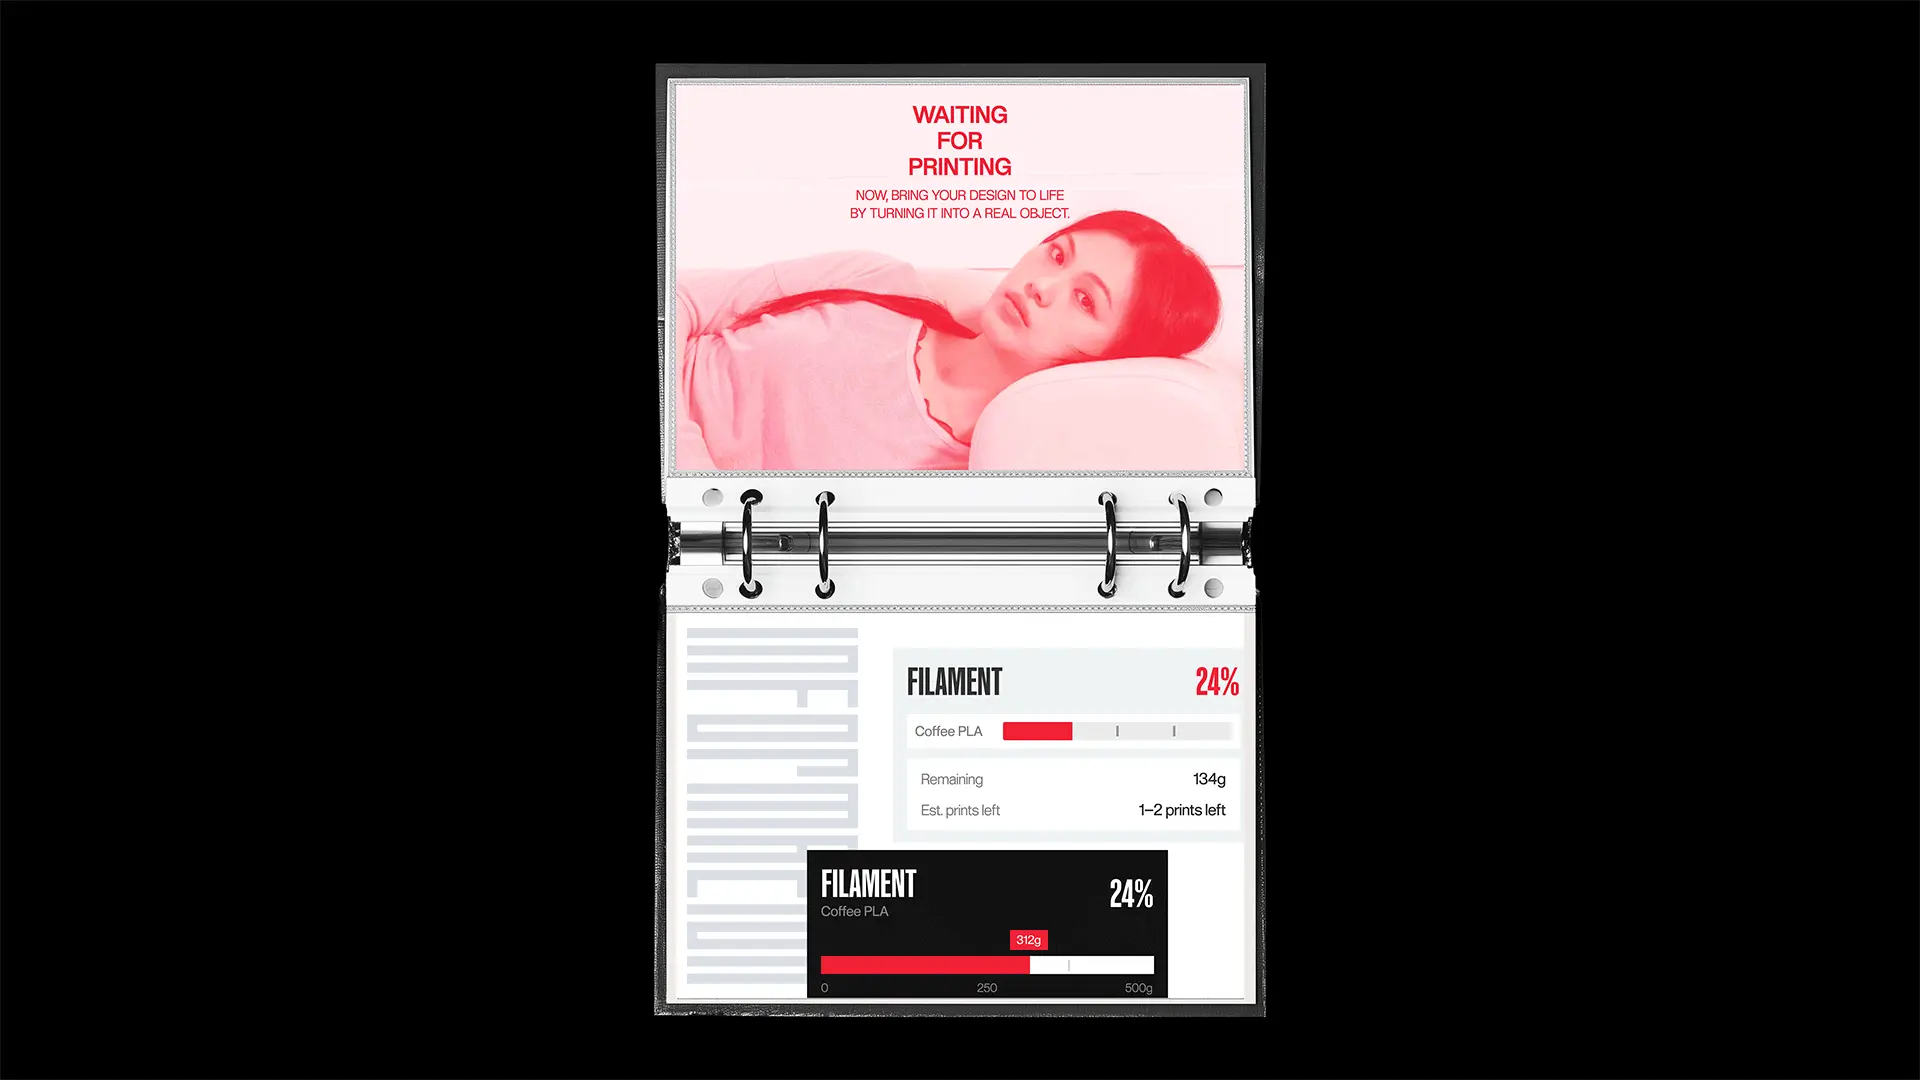 WAITING
FOR
PRINTING
NOW, BRING YOUR DESIGN TO LIFE
BY TURNING IT INTO A REAL OBJECT.
FILAMENT 24%
Coffee PLA
Remaining 134g
Est. prints left 1–2 prints left
FILAMENT 24%
Coffee PLA
312g
0 250 500g